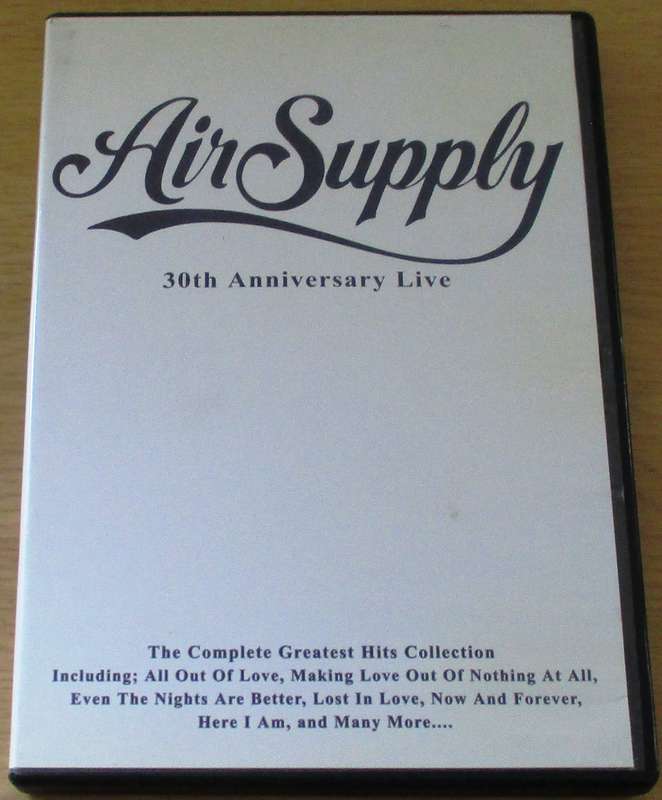 Air Supply
30th Anniversary Live
The Complete Greatest Hits Collection
Including; All Out Of Love, Making Love Out Of Nothing At All,
Even The Nights Are Better, Lost In Love, Now And Forever,
Here I Am, and Many More....